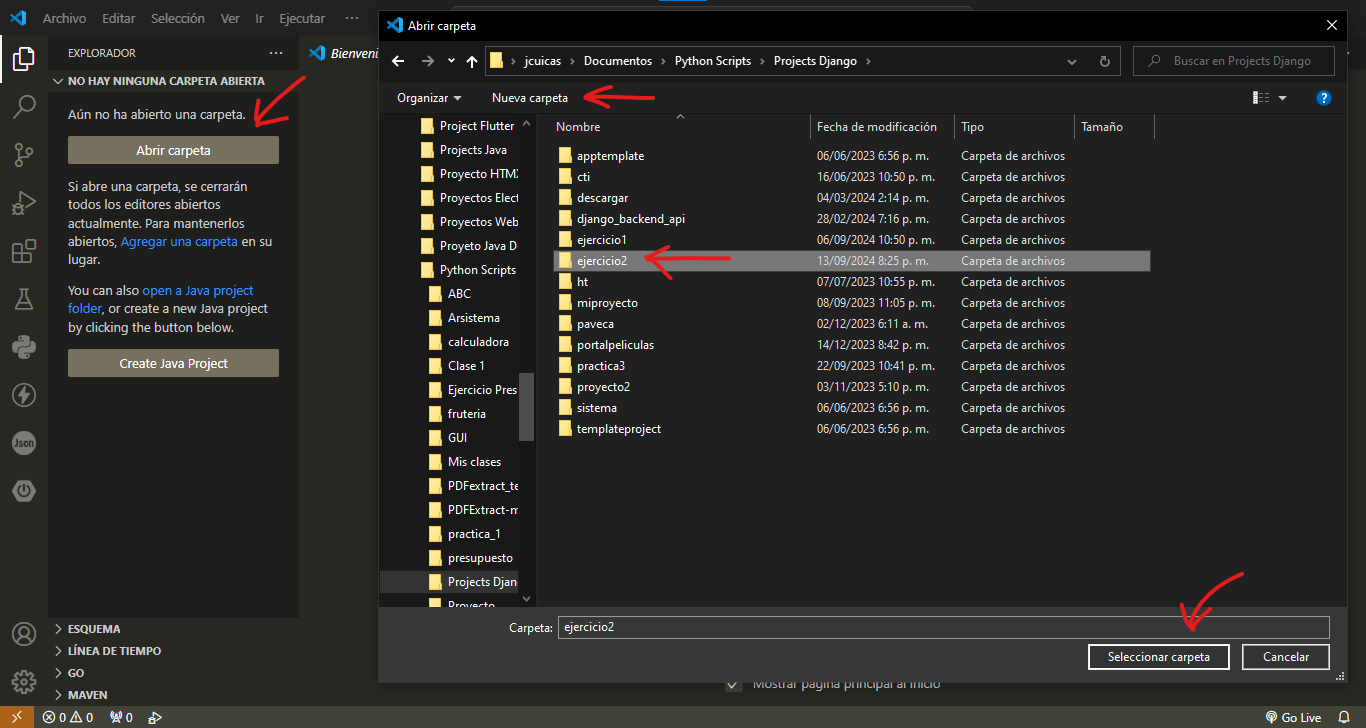 Archivo Editar Selección Ver Ir Ejecutar ···
EXPLORADOR ···
NO HAY NINGUNA CARPETA ABIERTA
Aún no ha abierto una carpeta.
Abrir carpeta
Si abre una carpeta, se cerrarán
todos los editores abiertos
actualmente. Para mantenerlos
abiertos, Agregar una carpeta en su
lugar.
You can also open a Java project
folder, or create a new Java project
by clicking the button below.
Create Java Project
ESQUEMA
LÍNEA DE TIEMPO
GO
MAVEN
Json
Bienveni
Abrir carpeta
jcuicas > Documentos > Python Scripts > Projects Django >
Buscar en Projects Django
Organizar Nueva carpeta
Project Flutter
Projects Java
Proyecto HTM
Proyectos Elect
Proyectos Web
Proyeto Java D
Python Scripts
ABC
Arsistema
calculadora
Clase 1
Ejercicio Pres
fruteria
GUI
Mis clases
PDFextract_te
PDFExtract-m
practica_1
presupuesto
Projects Djan
Proyecto
Nombre Fecha de modificación Tipo Tamaño
apptemplate 06/06/2023 6:56 p. m. Carpeta de archivos
cti 16/06/2023 10:50 p. m. Carpeta de archivos
descargar 04/03/2024 2:14 p. m. Carpeta de archivos
django_backend_api 28/02/2024 7:16 p. m. Carpeta de archivos
ejercicio1 06/09/2024 10:50 p. m. Carpeta de archivos
ejercicio2 13/09/2024 8:25 p. m. Carpeta de archivos
ht 07/07/2023 10:55 p. m. Carpeta de archivos
miproyecto 08/09/2023 11:05 p. m. Carpeta de archivos
paveca 02/12/2023 6:11 a. m. Carpeta de archivos
portalpeliculas 14/12/2023 8:42 p. m. Carpeta de archivos
practica3 22/09/2023 10:41 p. m. Carpeta de archivos
proyecto2 03/11/2023 5:10 p. m. Carpeta de archivos
sistema 06/06/2023 6:56 p. m. Carpeta de archivos
templateproject 06/06/2023 6:56 p. m. Carpeta de archivos
Carpeta: ejercicio2
Seleccionar carpeta Cancelar
Mostrar página principal al inicio
0 0 0 Go Live